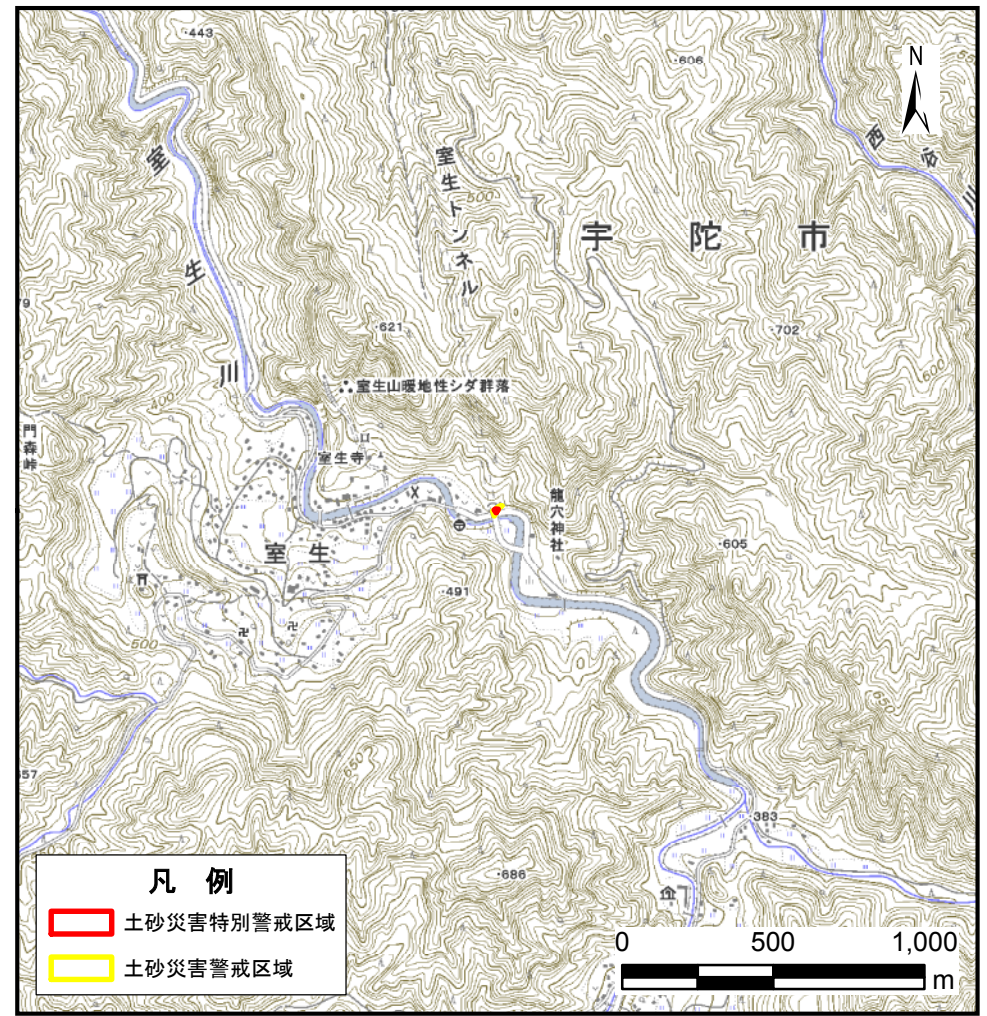 ・443
・606
N
室生川
西谷川
室生トンネル
500
宇陀市
・621
・702
600
室生山暖地性シダ群落
400
門森峠
室生寺
龍穴神社
室生
・605
・491
500
650
・383
・686
凡 例
土砂災害特別警戒区域
土砂災害警戒区域
0 500 1,000
m